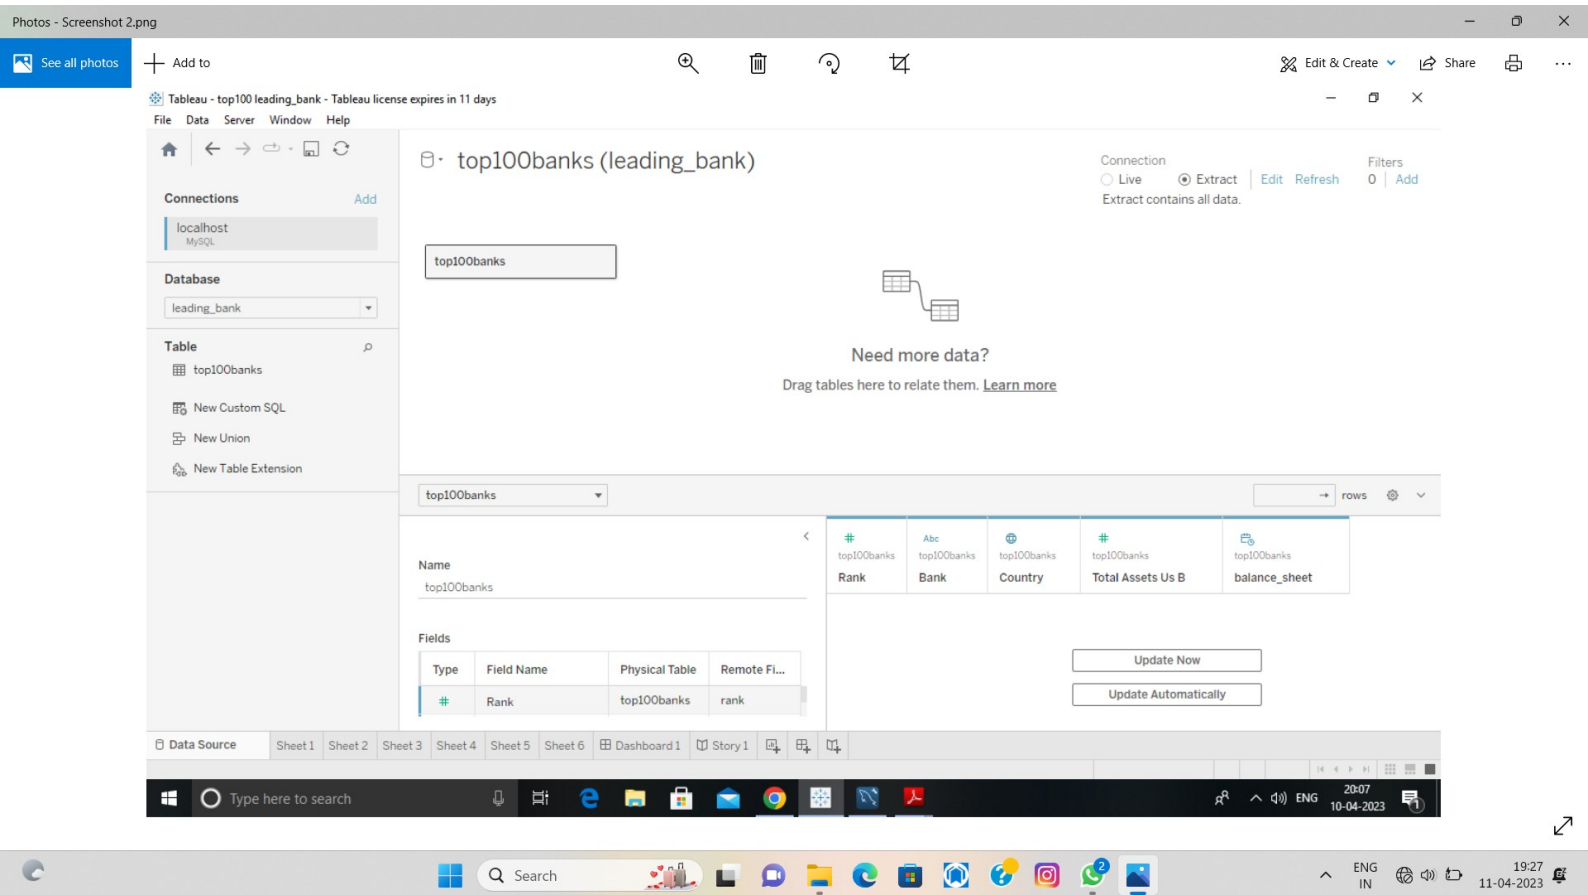 Photos - Screenshot 2.png
See all photos
Add to
Edit & Create
Share
Tableau - top100 leading_bank - Tableau license expires in 11 days
File Data Server Window Help
top100banks (leading_bank)
Connection
Live Extract Edit Refresh
Extract contains all data.
Filters
0 Add
Connections Add
localhost
MySQL
Database
leading_bank
Table
top100banks
New Custom SQL
New Union
New Table Extension
top100banks
Need more data?
Drag tables here to relate them. Learn more
top100banks
rows
Name
top100banks
Fields
Type Field Name Physical Table Remote Fi...
# Rank top100banks rank
# Abc #
top100banks top100banks top100banks top100banks top100banks
Rank Bank Country Total Assets Us B balance_sheet
Update Now
Update Automatically
Data Source Sheet 1 Sheet 2 Sheet 3 Sheet 4 Sheet 5 Sheet 6 Dashboard 1 Story 1
Type here to search
ENG
20:07
10-04-2023
1
Search
2
ENG
IN
19:27
11-04-2023